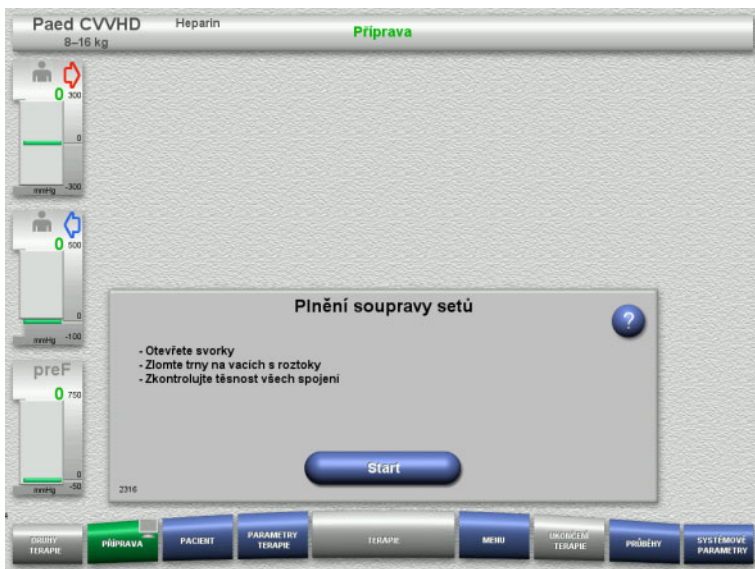 Paed CVVHD Heparin
Příprava
8–16 kg
0 300
0
mmHg -300
0 500
0
mmHg -100
preF
0 750
0
mmHg -50
Plnění soupravy setů
?
- Otevřete svorky
- Zlomte trny na vacích s roztoky
- Zkontrolujte těsnost všech spojení
Start
2316
DRUHY TERAPIE
PŘÍPRAVA
PACIENT
PARAMETRY TERAPIE
TERAPIE
MENU
UKONČENÍ TERAPIE
PRŮBĚHY
SYSTÉMOVÉ PARAMETRY